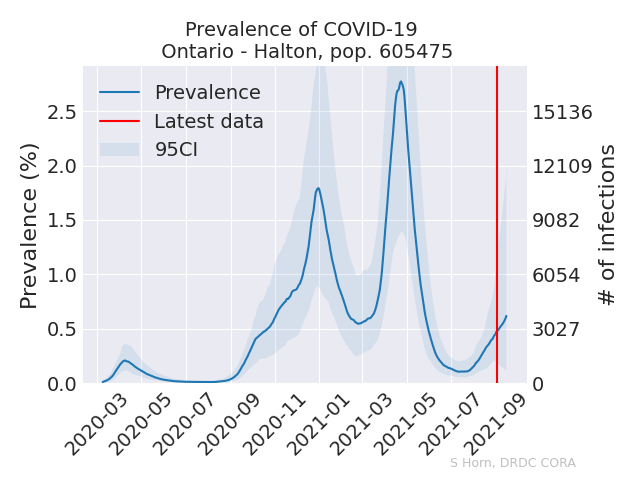 Prevalence of COVID-19
Ontario - Halton, pop. 605475
Prevalence
Latest data
95CI
Prevalence (%)
2.5
2.0
1.5
1.0
0.5
0.0
15136
12109
9082
6054
3027
0
# of infections
2020-03
2020-05
2020-07
2020-09
2020-11
2021-01
2021-03
2021-05
2021-07
2021-09
S Horn, DRDC CORA